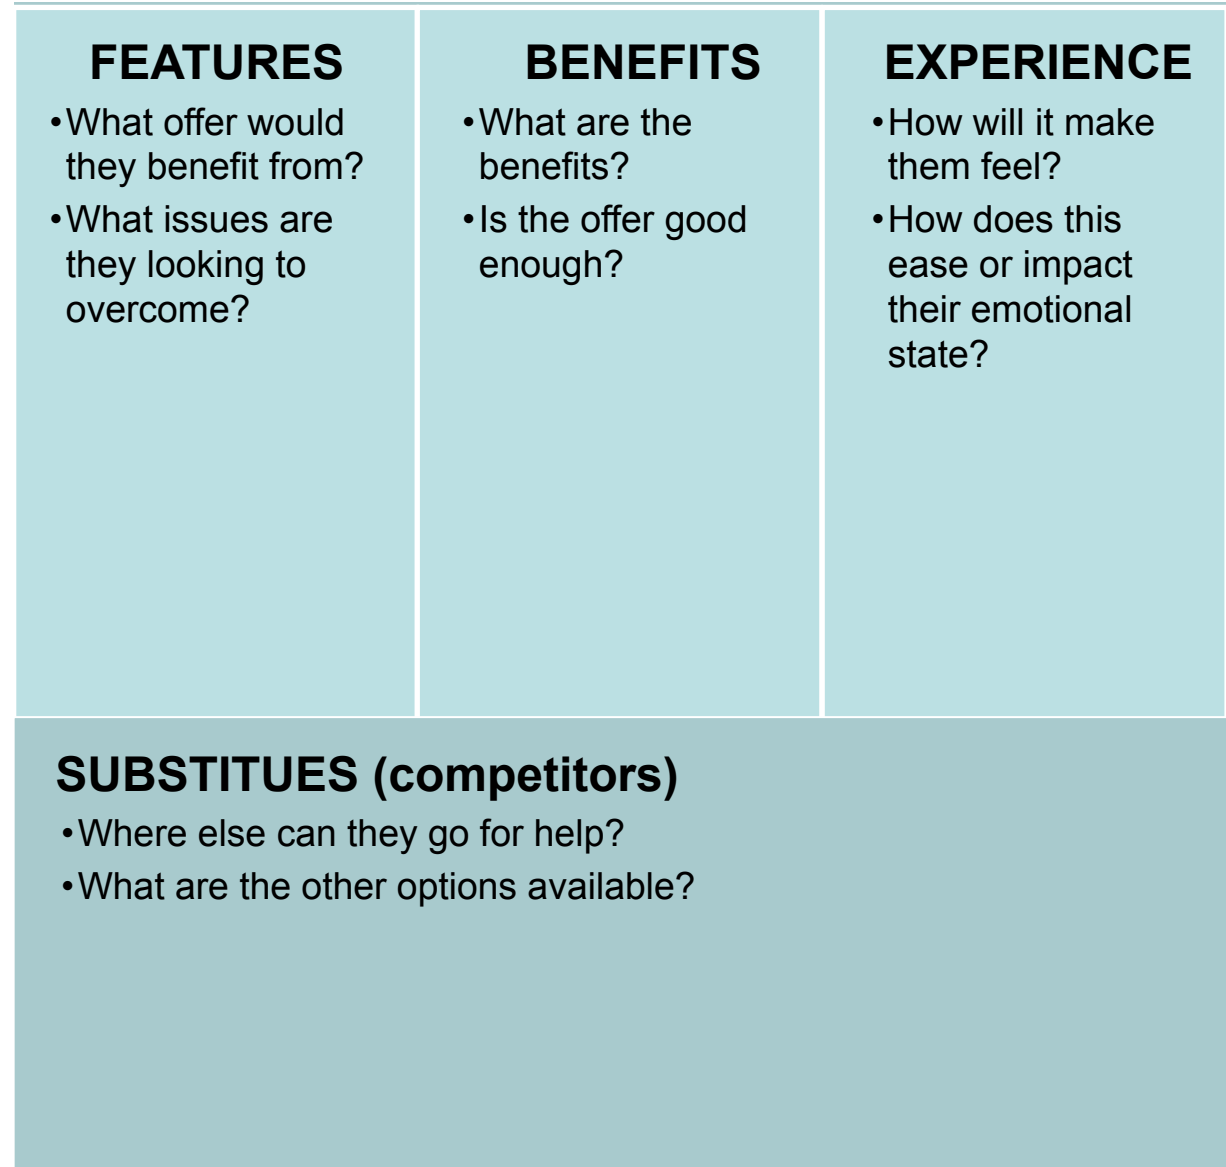 FEATURES
•What offer would
they benefit from?
•What issues are
they looking to
overcome?
BENEFITS
•What are the
benefits?
•Is the offer good
enough?
EXPERIENCE
•How will it make
them feel?
•How does this
ease or impact
their emotional
state?
SUBSTITUES (competitors)
•Where else can they go for help?
•What are the other options available?